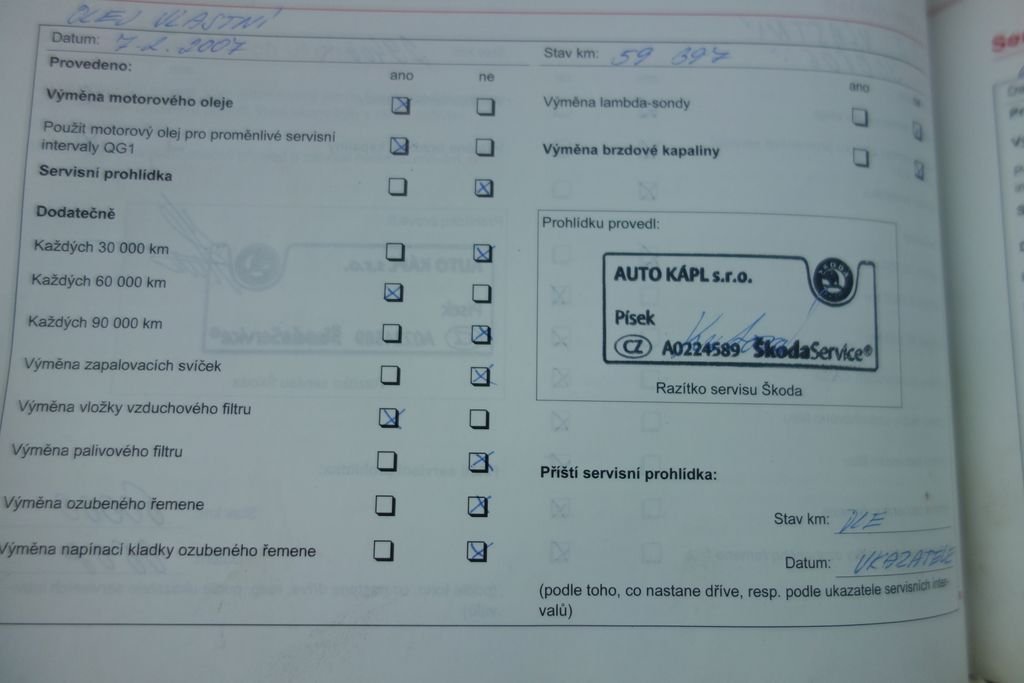 OLEJ VLASTNÍ
Datum: 7.2.2007
Provedeno:
ano ne
Výměna motorového oleje
Použit motorový olej pro proměnlivé servisní
intervaly QG1
Servisní prohlídka
Dodatečně
Každých 30 000 km
Každých 60 000 km
Každých 90 000 km
Výměna zapalovacích svíček
Výměna vložky vzduchového filtru
Výměna palivového filtru
Výměna ozubeného řemene
Výměna napínací kladky ozubeného řemene
Stav km: 59 697
ano ne
Výměna lambda-sondy
Výměna brzdové kapaliny
Prohlídku provedl:
AUTO KÁPL s.r.o.
Písek
CZ A0224589 ŠkodaService®
Razítko servisu Škoda
Příští servisní prohlídka:
Stav km: DLE
Datum: UKAZATELE
(podle toho, co nastane dříve, resp. podle ukazatele servisních inter-
valů)